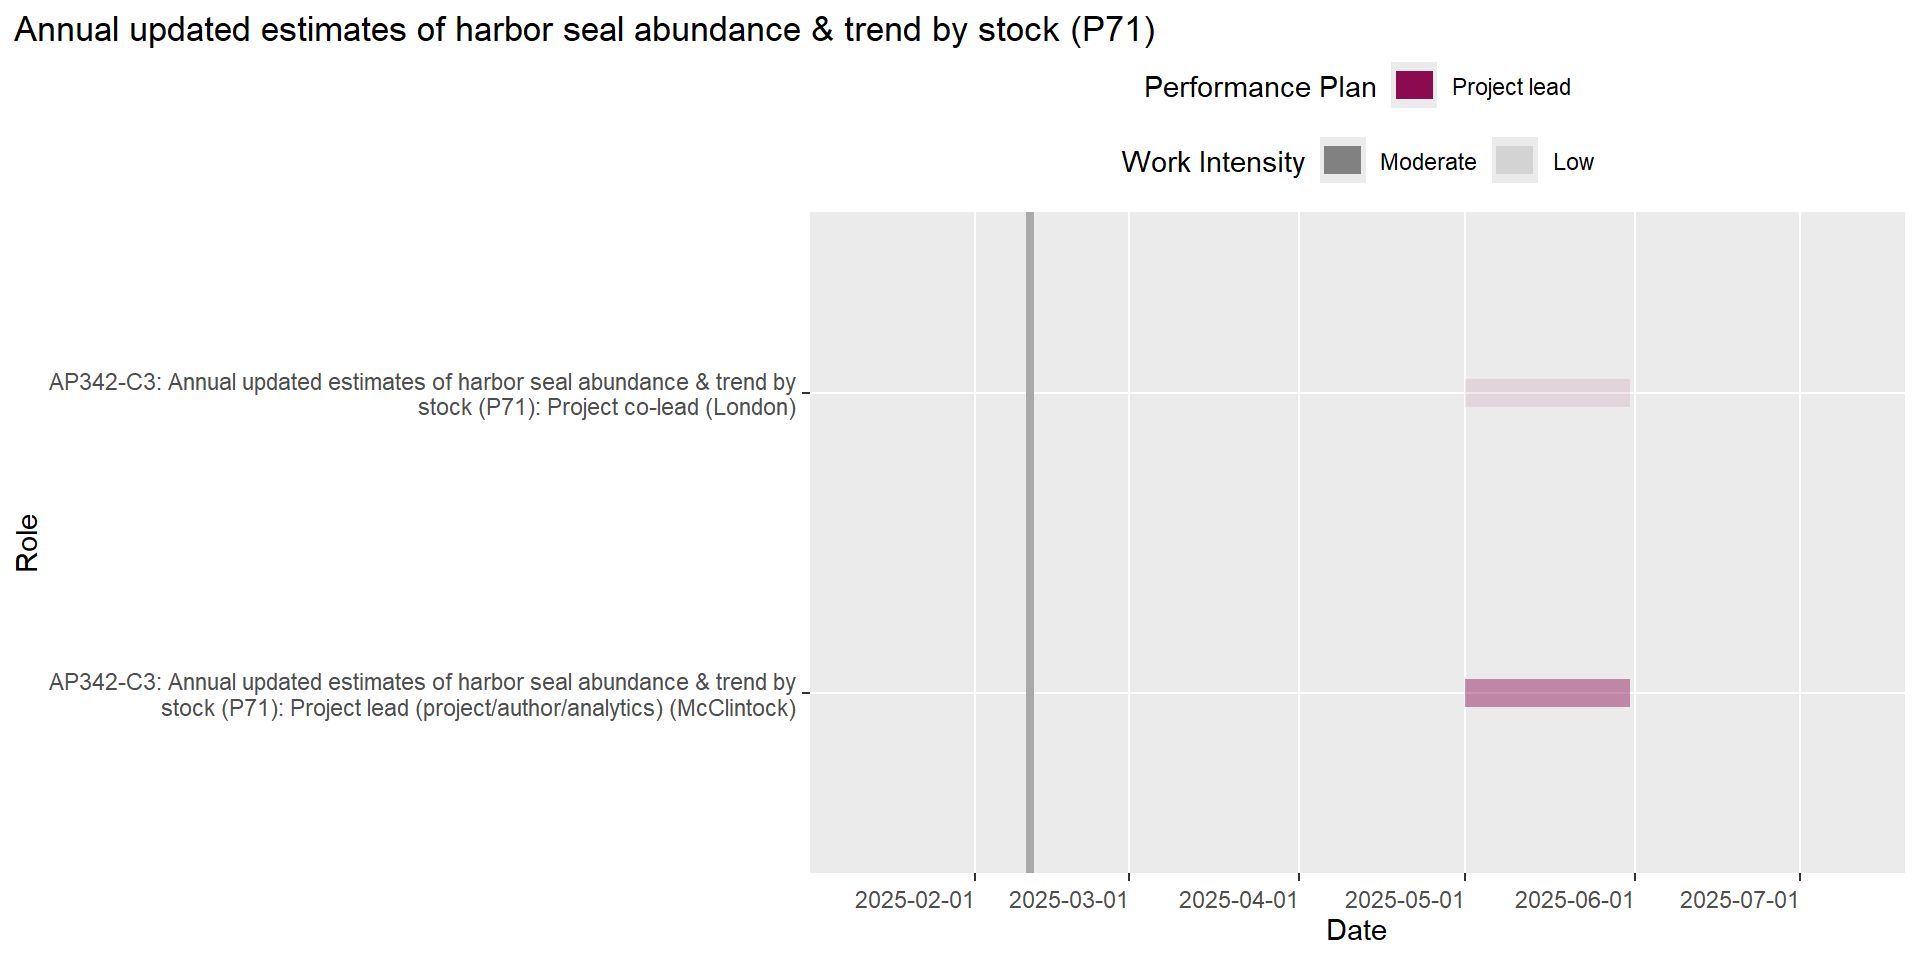 Annual updated estimates of harbor seal abundance & trend by stock (P71)
Performance Plan Project lead
Work Intensity Moderate Low
AP342-C3: Annual updated estimates of harbor seal abundance & trend by
stock (P71): Project co-lead (London)
Role
AP342-C3: Annual updated estimates of harbor seal abundance & trend by
stock (P71): Project lead (project/author/analytics) (McClintock)
2025-02-01 2025-03-01 2025-04-01 2025-05-01 2025-06-01 2025-07-01
Date